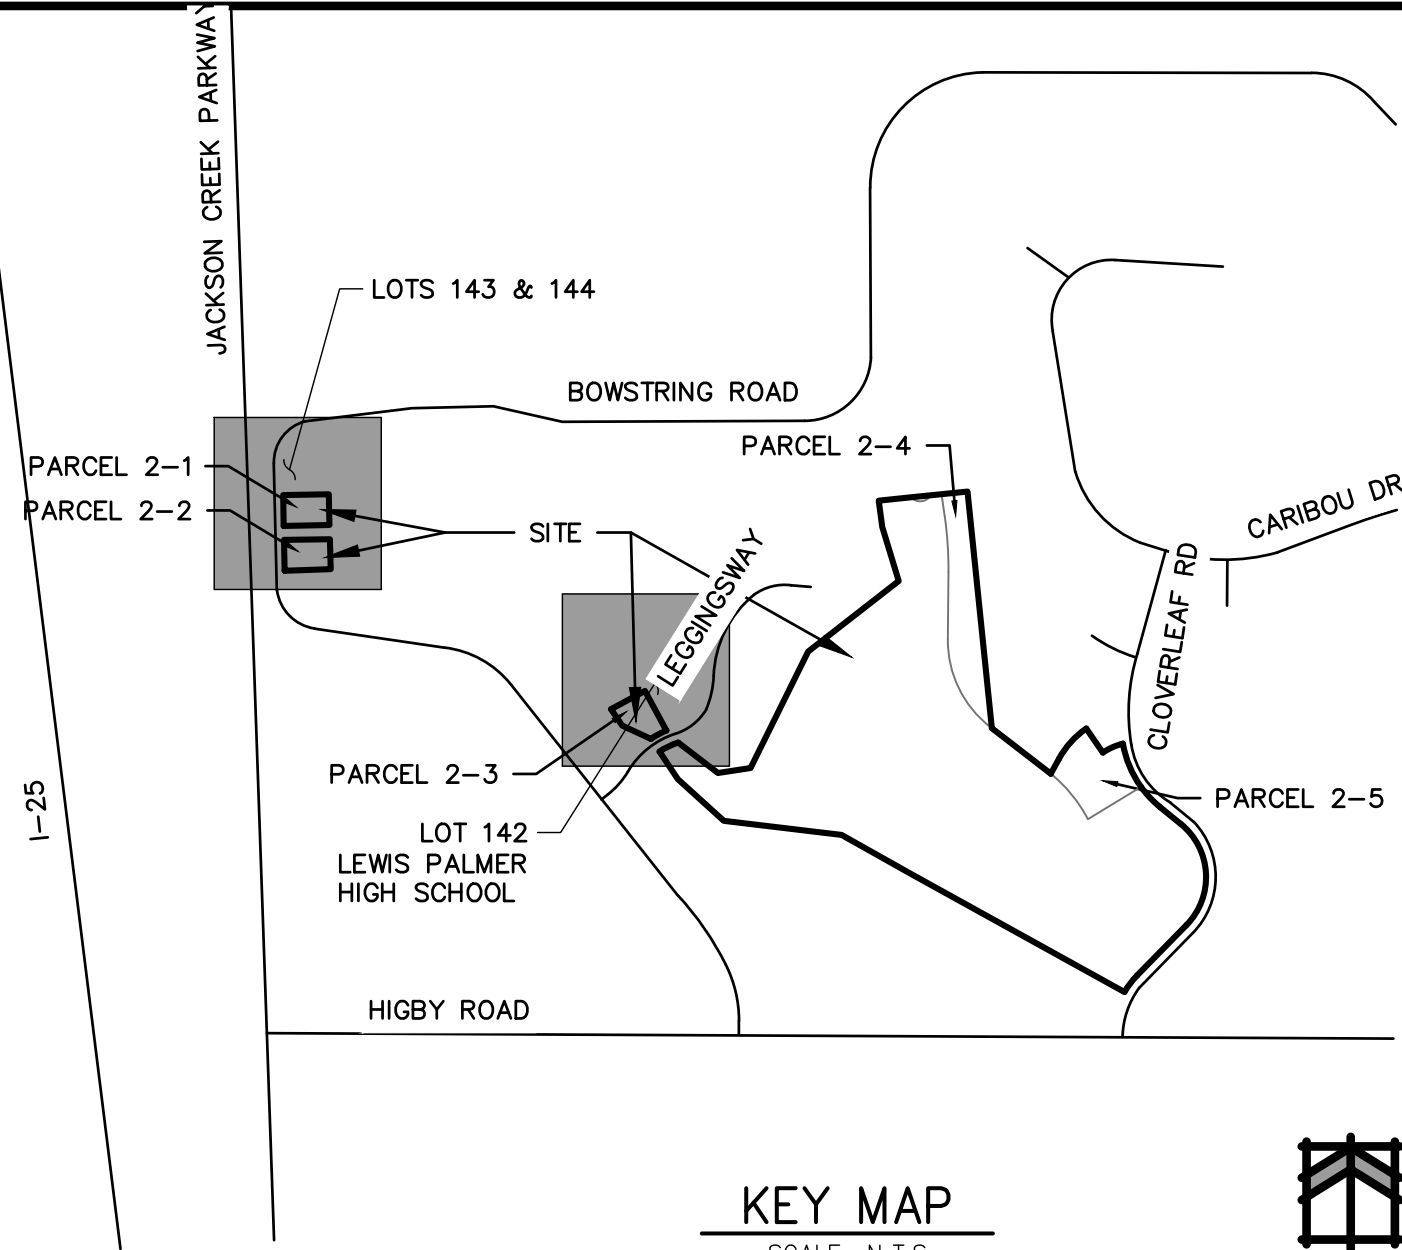 JACKSON CREEK PARKWAY
LOTS 143 & 144
BOWSTRING ROAD
PARCEL 2-4
PARCEL 2-1
PARCEL 2-2
SITE
CARIBOU DR
LEGGINGSWAY
CLOVERLEAF RD
PARCEL 2-3
PARCEL 2-5
I-25
LOT 142
LEWIS PALMER
HIGH SCHOOL
HIGBY ROAD
KEY MAP
SCALE N.T.S.